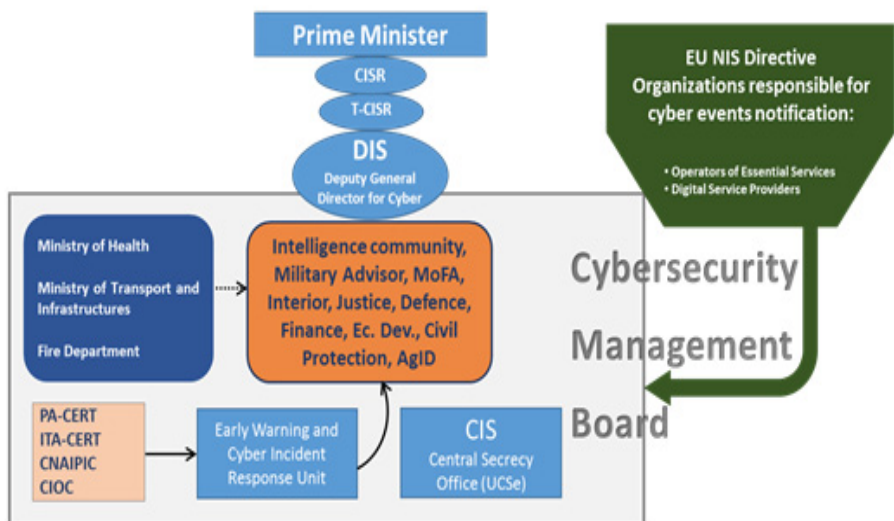 Prime Minister
CISR
T-CISR
DIS
Deputy General
Director for Cyber
EU NIS Directive
Organizations responsible for
cyber events notification:
• Operators of Essential Services
• Digital Service Providers
Ministry of Health
Ministry of Transport and
Infrastructures
Fire Department
Intelligence community,
Military Advisor, MoFA,
Interior, Justice, Defence,
Finance, Ec. Dev., Civil
Protection, AgID
Cybersecurity
Management
Board
PA-CERT
ITA-CERT
CNAIPIC
CIOC
Early Warning and
Cyber Incident
Response Unit
CIS
Central Secrecy
Office (UCSe)